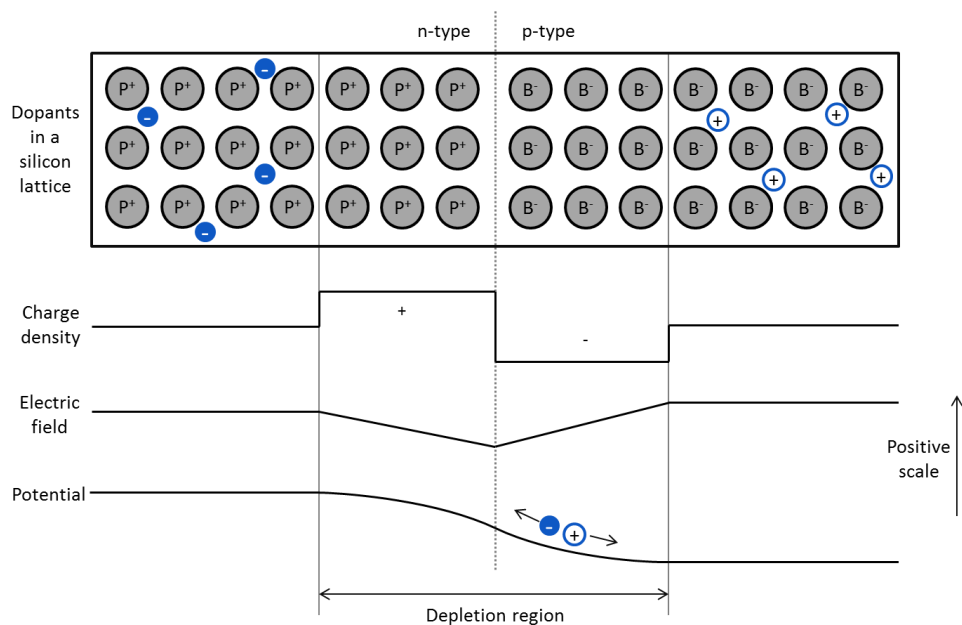 n-type p-type
Dopants
in a
silicon
lattice
P⁺ P⁺ P⁺ P⁺ P⁺ P⁺ P⁺ B⁻ B⁻ B⁻ B⁻ B⁻ B⁻ B⁻
- - + +
P⁺ P⁺ P⁺ P⁺ P⁺ P⁺ P⁺ B⁻ B⁻ B⁻ B⁻ B⁻ B⁻ B⁻
- + +
P⁺ P⁺ P⁺ P⁺ P⁺ P⁺ P⁺ B⁻ B⁻ B⁻ B⁻ B⁻ B⁻ B⁻
-
Charge
density
+
-
Electric
field
Positive
scale
Potential
- +
Depletion region